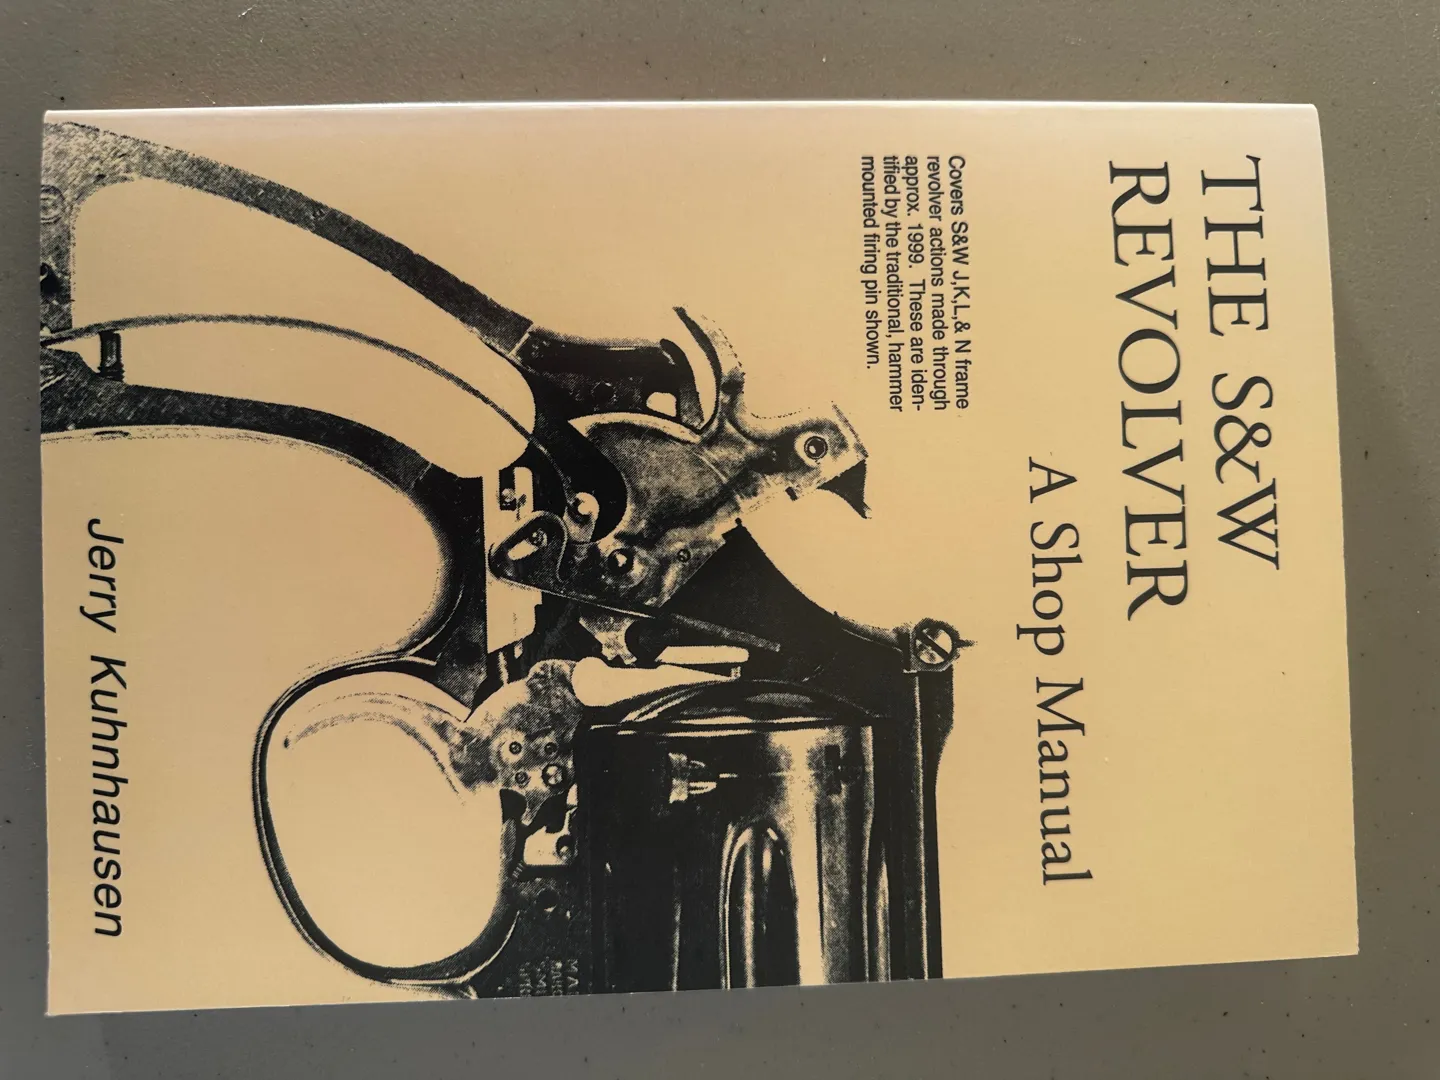 THE S&W
REVOLVER
A Shop Manual
Covers S&W J,K,L,& N frame
revolver actions made through
approx. 1999. These are iden-
tified by the traditional, hammer
mounted firing pin shown.
Jerry Kuhnhausen